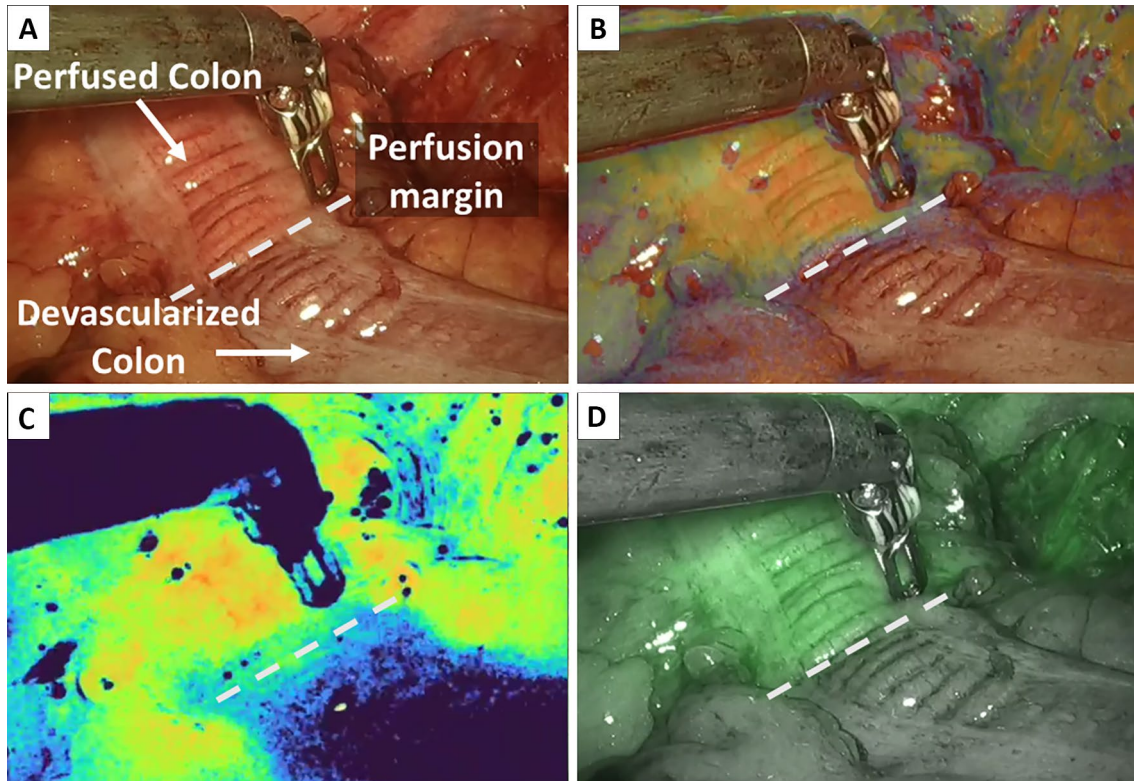 A
Perfused Colon
Perfusion
margin
Devascularized
Colon
B
C
D